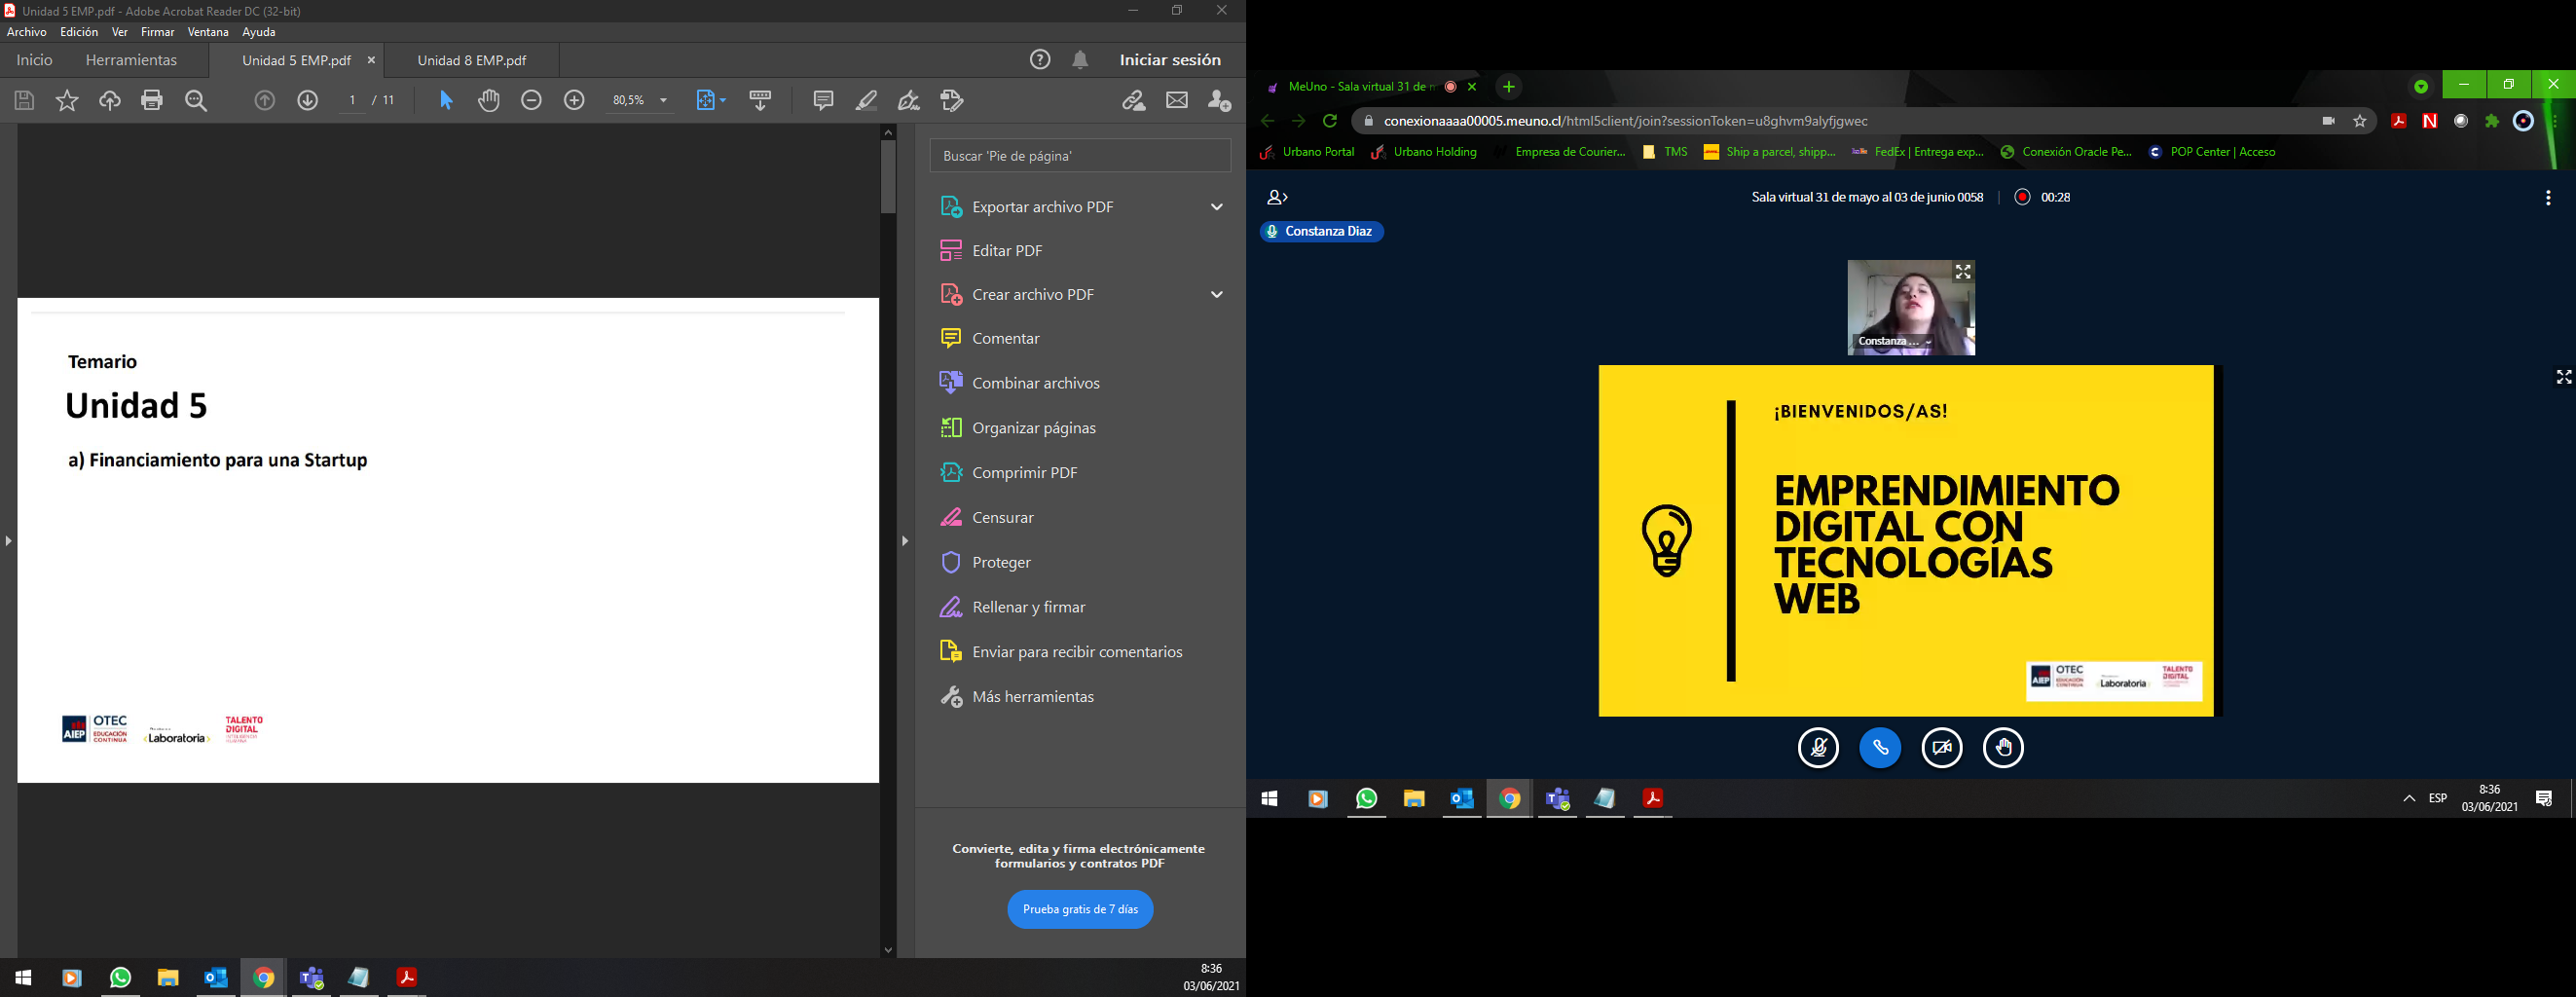 Unidad 5 EMP.pdf - Adobe Acrobat Reader DC (32-bit)
Archivo Edición Ver Firmar Ventana Ayuda
Inicio Herramientas Unidad 5 EMP.pdf × Unidad 8 EMP.pdf Iniciar sesión
1 / 11 80,5%
Temario
Unidad 5
a) Financiamiento para una Startup
AIEP OTEC EDUCACIÓN CONTINUA Laboratoria TALENTO DIGITAL
Buscar 'Pie de página'
Exportar archivo PDF
Editar PDF
Crear archivo PDF
Comentar
Combinar archivos
Organizar páginas
Comprimir PDF
Censurar
Proteger
Rellenar y firmar
Enviar para recibir comentarios
Más herramientas
Convierte, edita y firma electrónicamente
formularios y contratos PDF
Prueba gratis de 7 días
8:36
03/06/2021
MeUno - Sala virtual 31 de
conexionaaaa00005.meuno.cl/html5client/join?sessionToken=u8ghvm9alyfjgwec
Urbano Portal Urbano Holding Empresa de Courier... TMS Ship a parcel, shipp... FedEx | Entrega exp... Conexión Oracle Pe... POP Center | Acceso
Sala virtual 31 de mayo al 03 de junio 0058 00:28
Constanza Diaz
Constanza ...
¡BIENVENIDOS/AS!
EMPRENDIMIENTO
DIGITAL CON
TECNOLOGÍAS
WEB
AIEP OTEC EDUCACIÓN CONTINUA Laboratoria TALENTO DIGITAL
ESP
8:36
03/06/2021